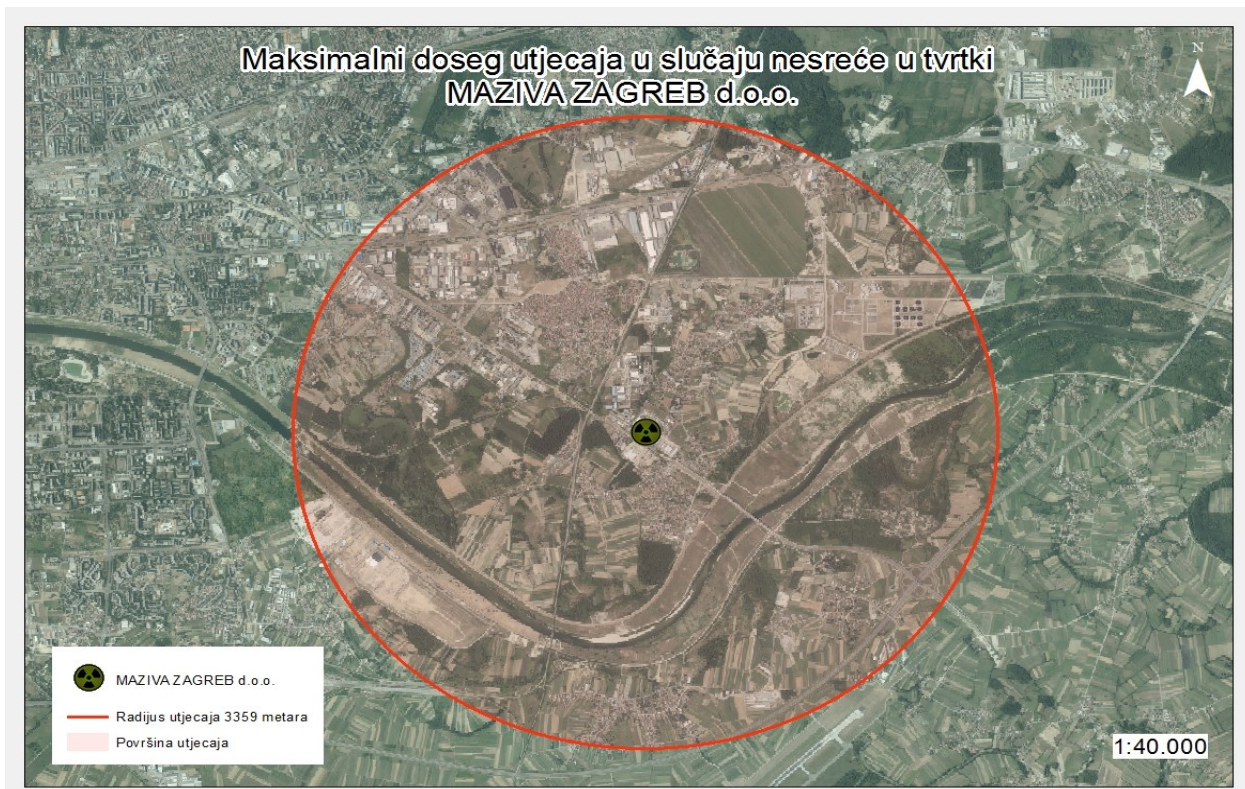 Maksimalni doseg utjecaja u slučaju nesreće u tvrtki
MAZIVA ZAGREB d.o.o.
N
MAZIVA ZAGREB d.o.o.
Radijus utjecaja 3359 metara
Površina utjecaja
1:40.000